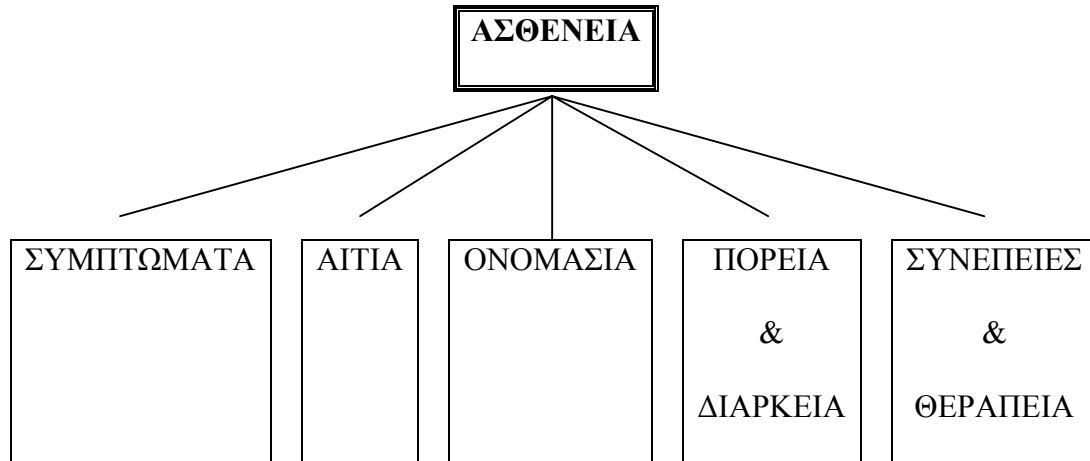 ΑΣΘΕΝΕΙΑ
ΣΥΜΠΤΩΜΑΤΑ
ΑΙΤΙΑ
ΟΝΟΜΑΣΙΑ
ΠΟΡΕΙΑ
&
ΔΙΑΡΚΕΙΑ
ΣΥΝΕΠΕΙΕΣ
&
ΘΕΡΑΠΕΙΑ